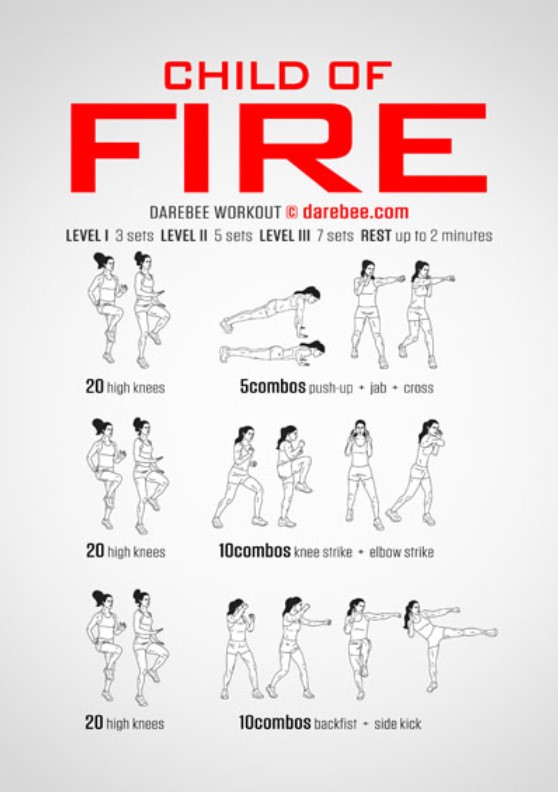 CHILD OF
FIRE
DAREBEE WORKOUT © darebee.com
LEVEL I 3 sets LEVEL II 5 sets LEVEL III 7 sets REST up to 2 minutes
20 high knees
5combos push-up + jab + cross
20 high knees
10combos knee strike + elbow strike
20 high knees
10combos backfist + side kick